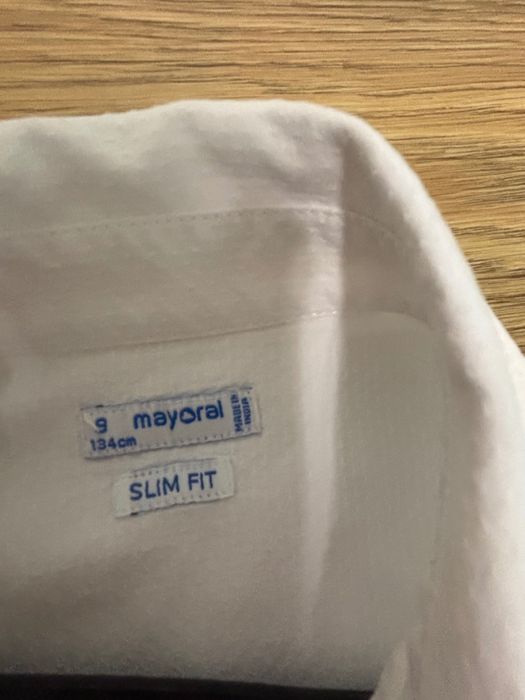 9 mayoral
134cm
MADE IN
INDIA
SLIM FIT